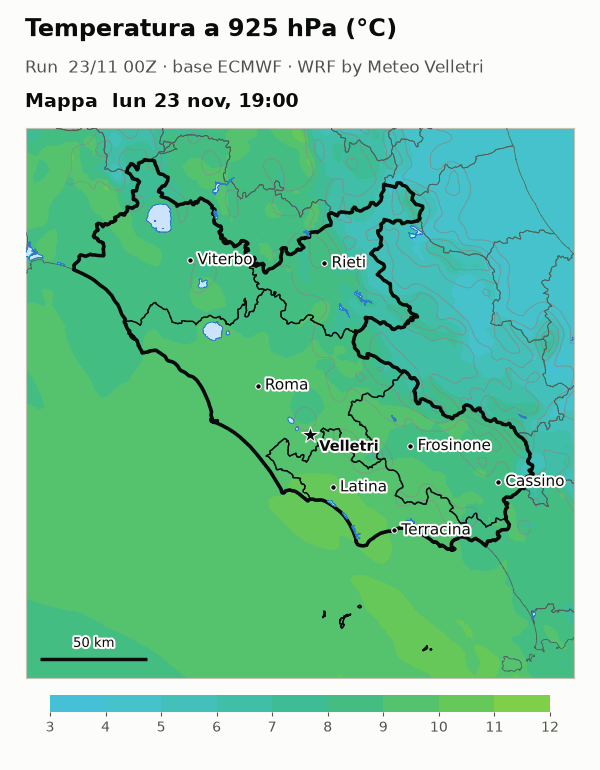 Temperatura a 925 hPa (°C)
Run  23/11 00Z · base ECMWF · WRF by Meteo Velletri
Mappa  lun 23 nov, 19:00
Viterbo
Rieti
Roma
Velletri
Frosinone
Cassino
Latina
Terracina
50 km
3 4 5 6 7 8 9 10 11 12